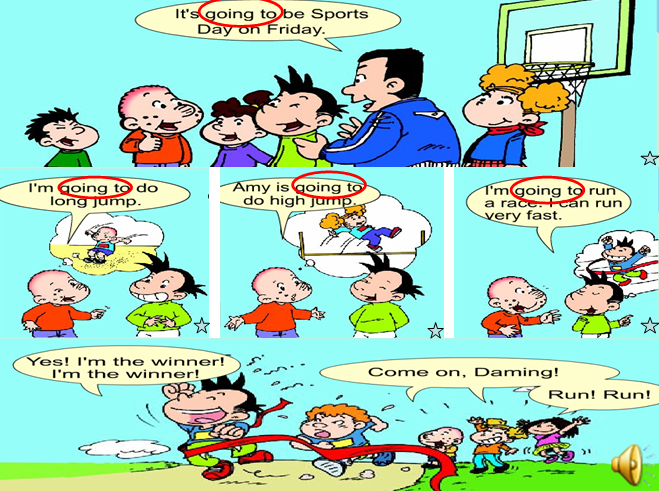 It's going to be Sports
Day on Friday.
I'm going to do
long jump.
Amy is going to
do high jump.
I'm going to run
a race. I can run
very fast.
Yes! I'm the winner!
I'm the winner!
Come on, Daming!
Run! Run!